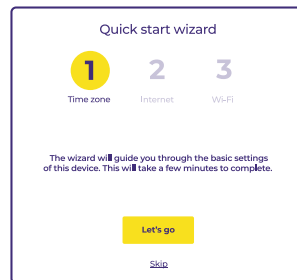 Quick start wizard
1 2 3
Time zone Internet Wi-Fi
The wizard will guide you through the basic settings
of this device. This will take a few minutes to complete.
Let's go
Skip